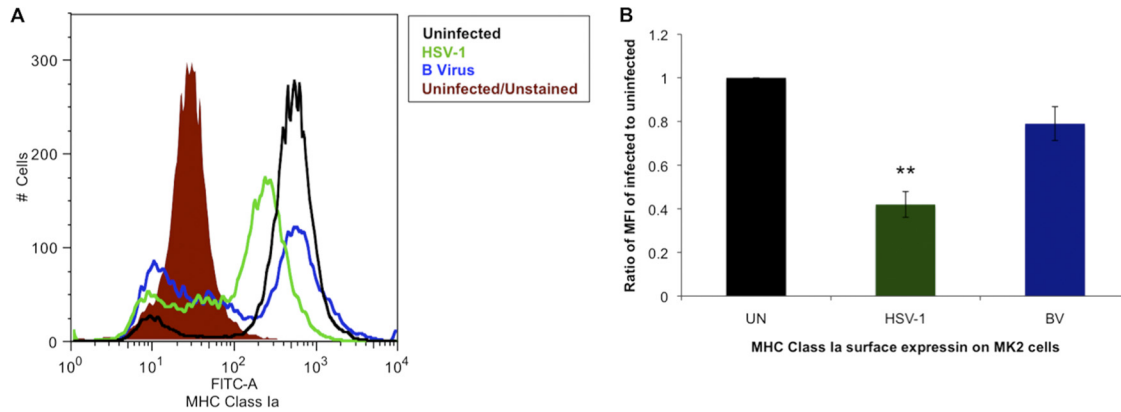 A
300
200
100
0
# Cells
10^0 10^1 10^2 10^3 10^4
FITC-A
MHC Class Ia
Uninfected
HSV-1
B Virus
Uninfected/Unstained
B
Ratio of MFI of infected to uninfected
1.2
1
0.8
0.6
0.4
0.2
0
**
UN HSV-1 BV
MHC Class Ia surface expressin on MK2 cells